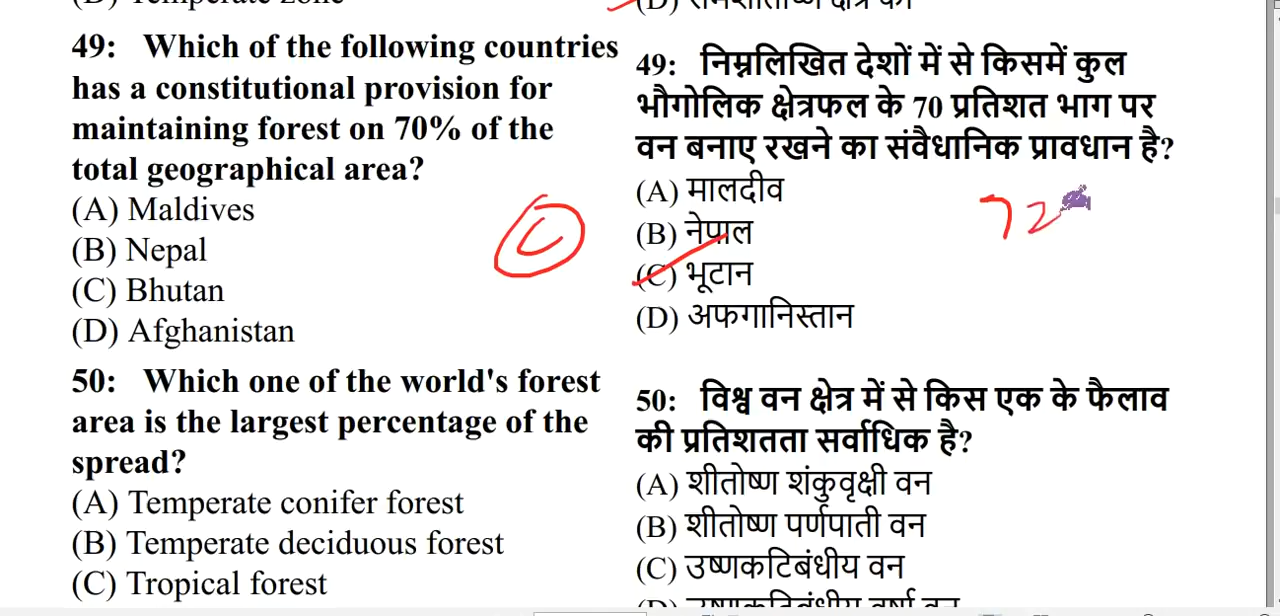 49: Which of the following countries
has a constitutional provision for
maintaining forest on 70% of the
total geographical area?
(A) Maldives
(B) Nepal
(C) Bhutan
(D) Afghanistan
50: Which one of the world's forest
area is the largest percentage of the
spread?
(A) Temperate conifer forest
(B) Temperate deciduous forest
(C) Tropical forest
49: निम्नलिखित देशों में से किसमें कुल
भौगोलिक क्षेत्रफल के 70 प्रतिशत भाग पर
वन बनाए रखने का संवैधानिक प्रावधान है?
(A) मालदीव
(B) नेपाल
(C) भूटान
(D) अफगानिस्तान
72
50: विश्व वन क्षेत्र में से किस एक के फैलाव
की प्रतिशतता सर्वाधिक है?
(A) शीतोष्ण शंकुवृक्षी वन
(B) शीतोष्ण पर्णपाती वन
(C) उष्णकटिबंधीय वन